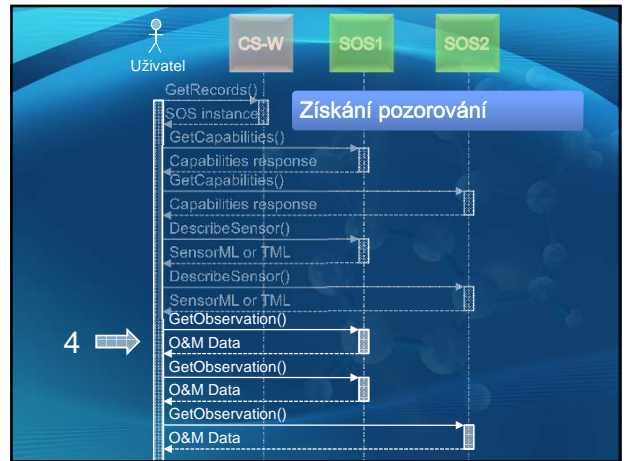 CS-W SOS1 SOS2
Uživatel
GetRecords()
Získání pozorování
SOS instance
GetCapabilities()
Capabilities response
GetCapabilities()
Capabilities response
DescribeSensor()
SensorML or TML
DescribeSensor()
SensorML or TML
GetObservation()
4
O&M Data
GetObservation()
O&M Data
GetObservation()
O&M Data